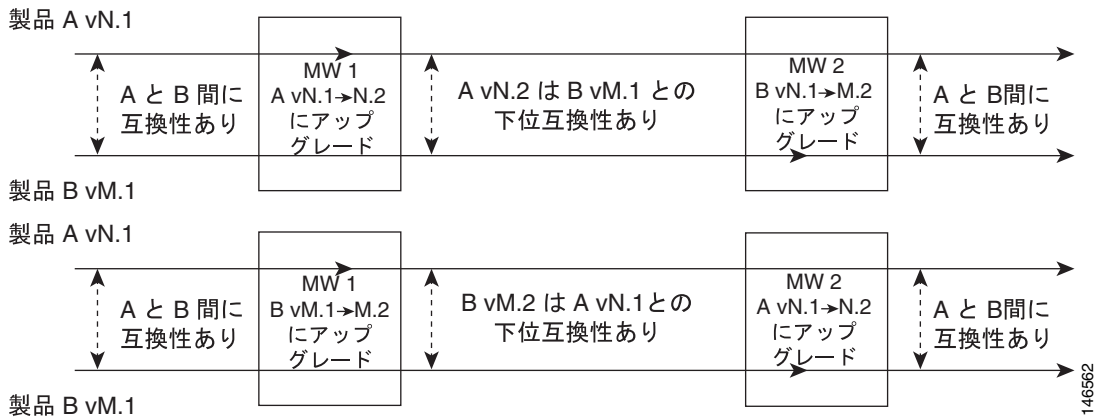 製品 A vN.1
A と B 間に
互換性あり
MW 1
A vN.1→N.2
にアップ
グレード
A vN.2 は B vM.1 との
下位互換性あり
MW 2
B vN.1→M.2
にアップ
グレード
A と B間に
互換性あり
製品 B vM.1
製品 A vN.1
A と B 間に
互換性あり
MW 1
B vM.1→M.2
にアップ
グレード
B vM.2 は A vN.1との
下位互換性あり
MW 2
A vN.1→N.2
にアップ
グレード
A と B間に
互換性あり
製品 B vM.1
146562